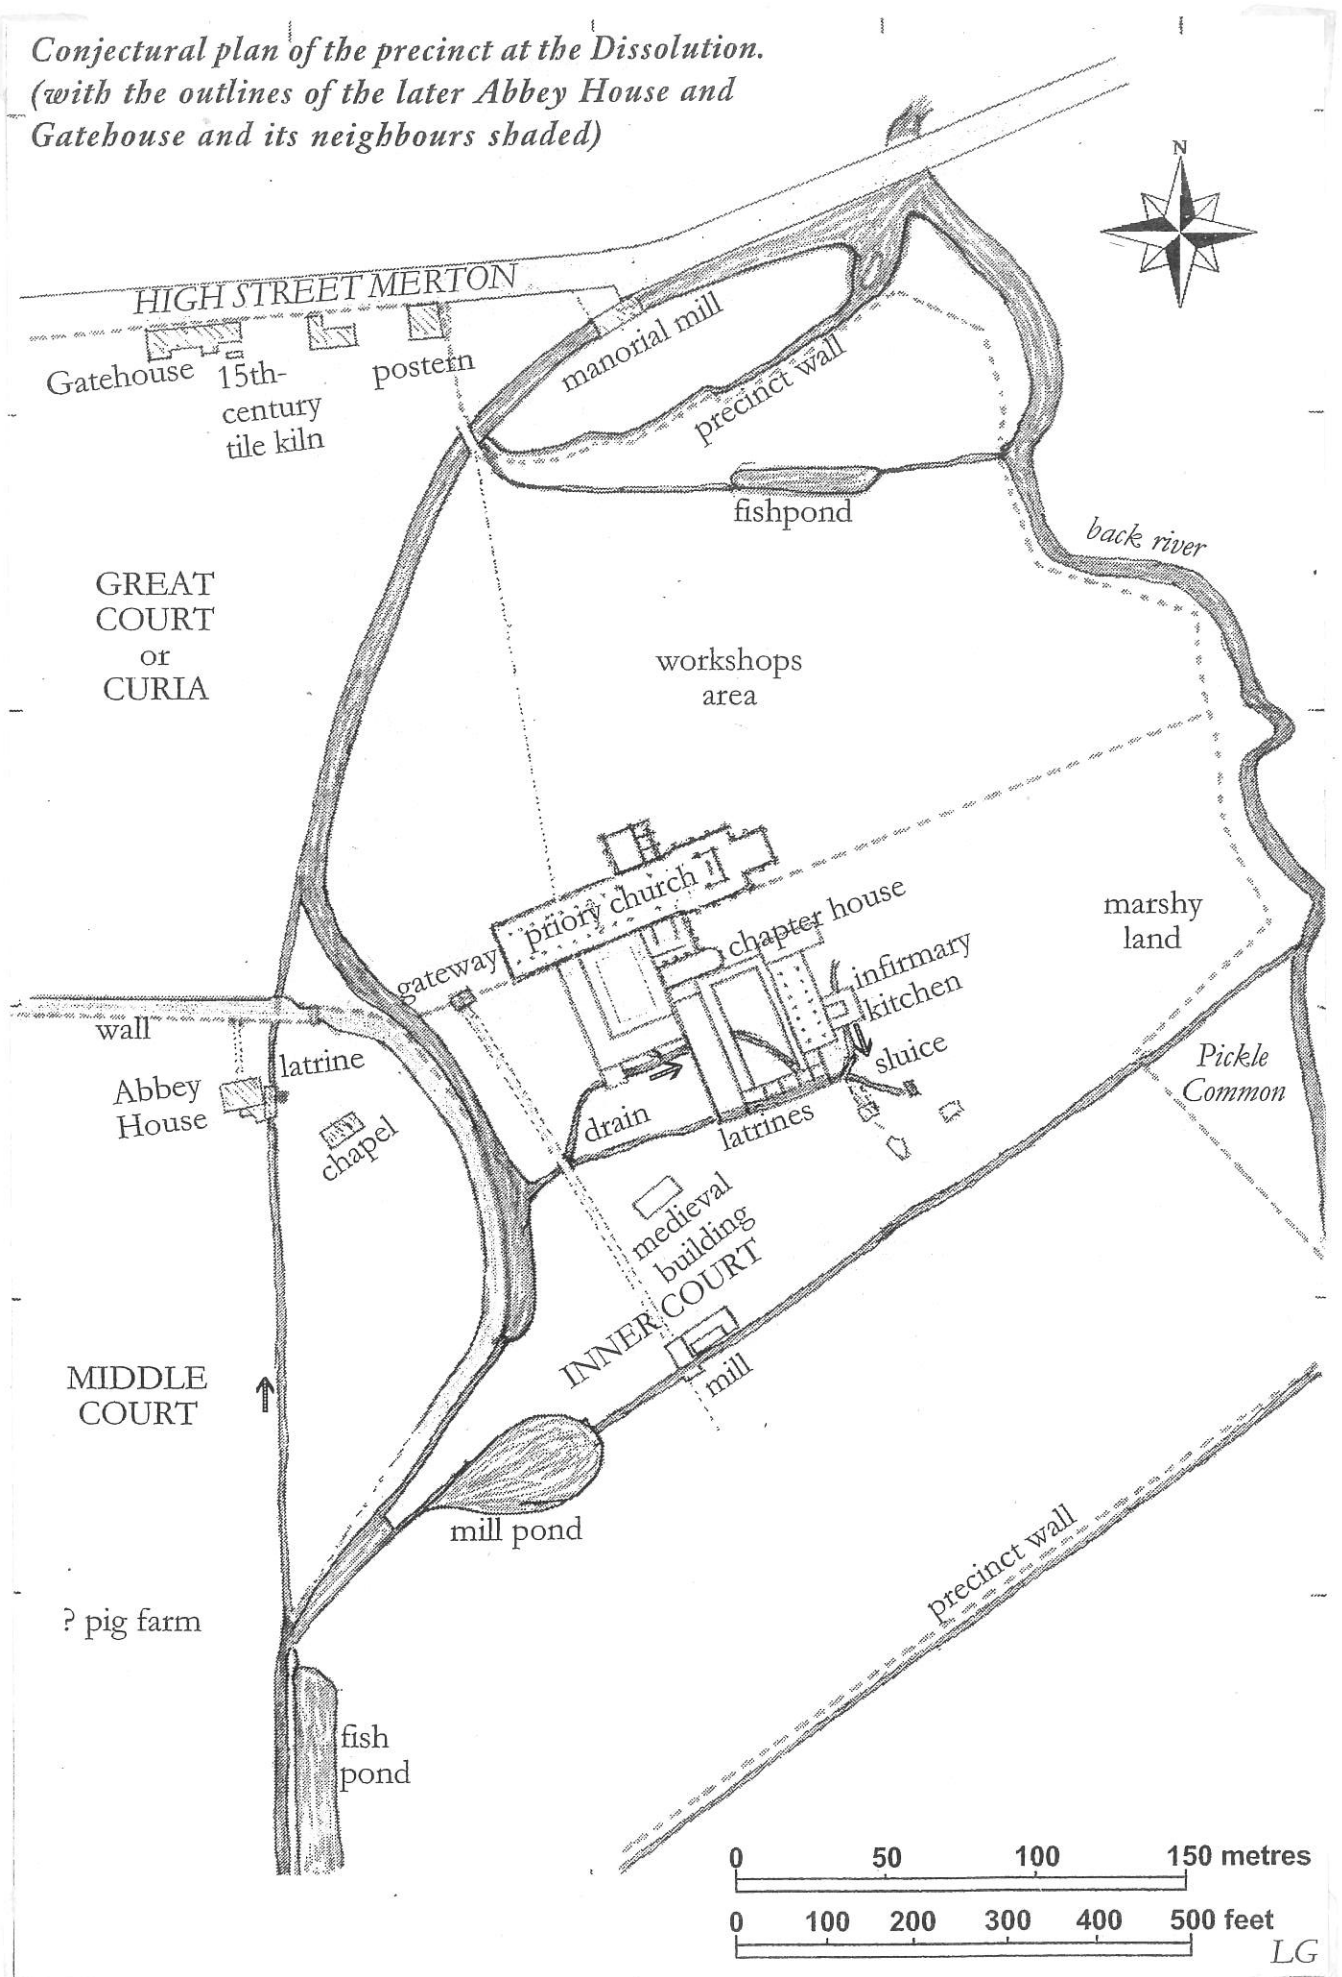 Conjectural plan of the precinct at the Dissolution.
(with the outlines of the later Abbey House and
Gatehouse and its neighbours shaded)
N
HIGH STREET MERTON
manorial mill
Gatehouse
15th-
century
tile kiln
postern
precinct wall
fishpond
back river
GREAT
COURT
or
CURIA
workshops
area
priory church
chapter house
marshy
land
gateway
infirmary
kitchen
wall
latrine
sluice
Pickle
Common
Abbey
House
chapel
drain
latrines
medieval
building
INNER COURT
mill
MIDDLE
COURT
mill pond
precinct wall
? pig farm
fish
pond
0 50 100 150 metres
0 100 200 300 400 500 feet
LG